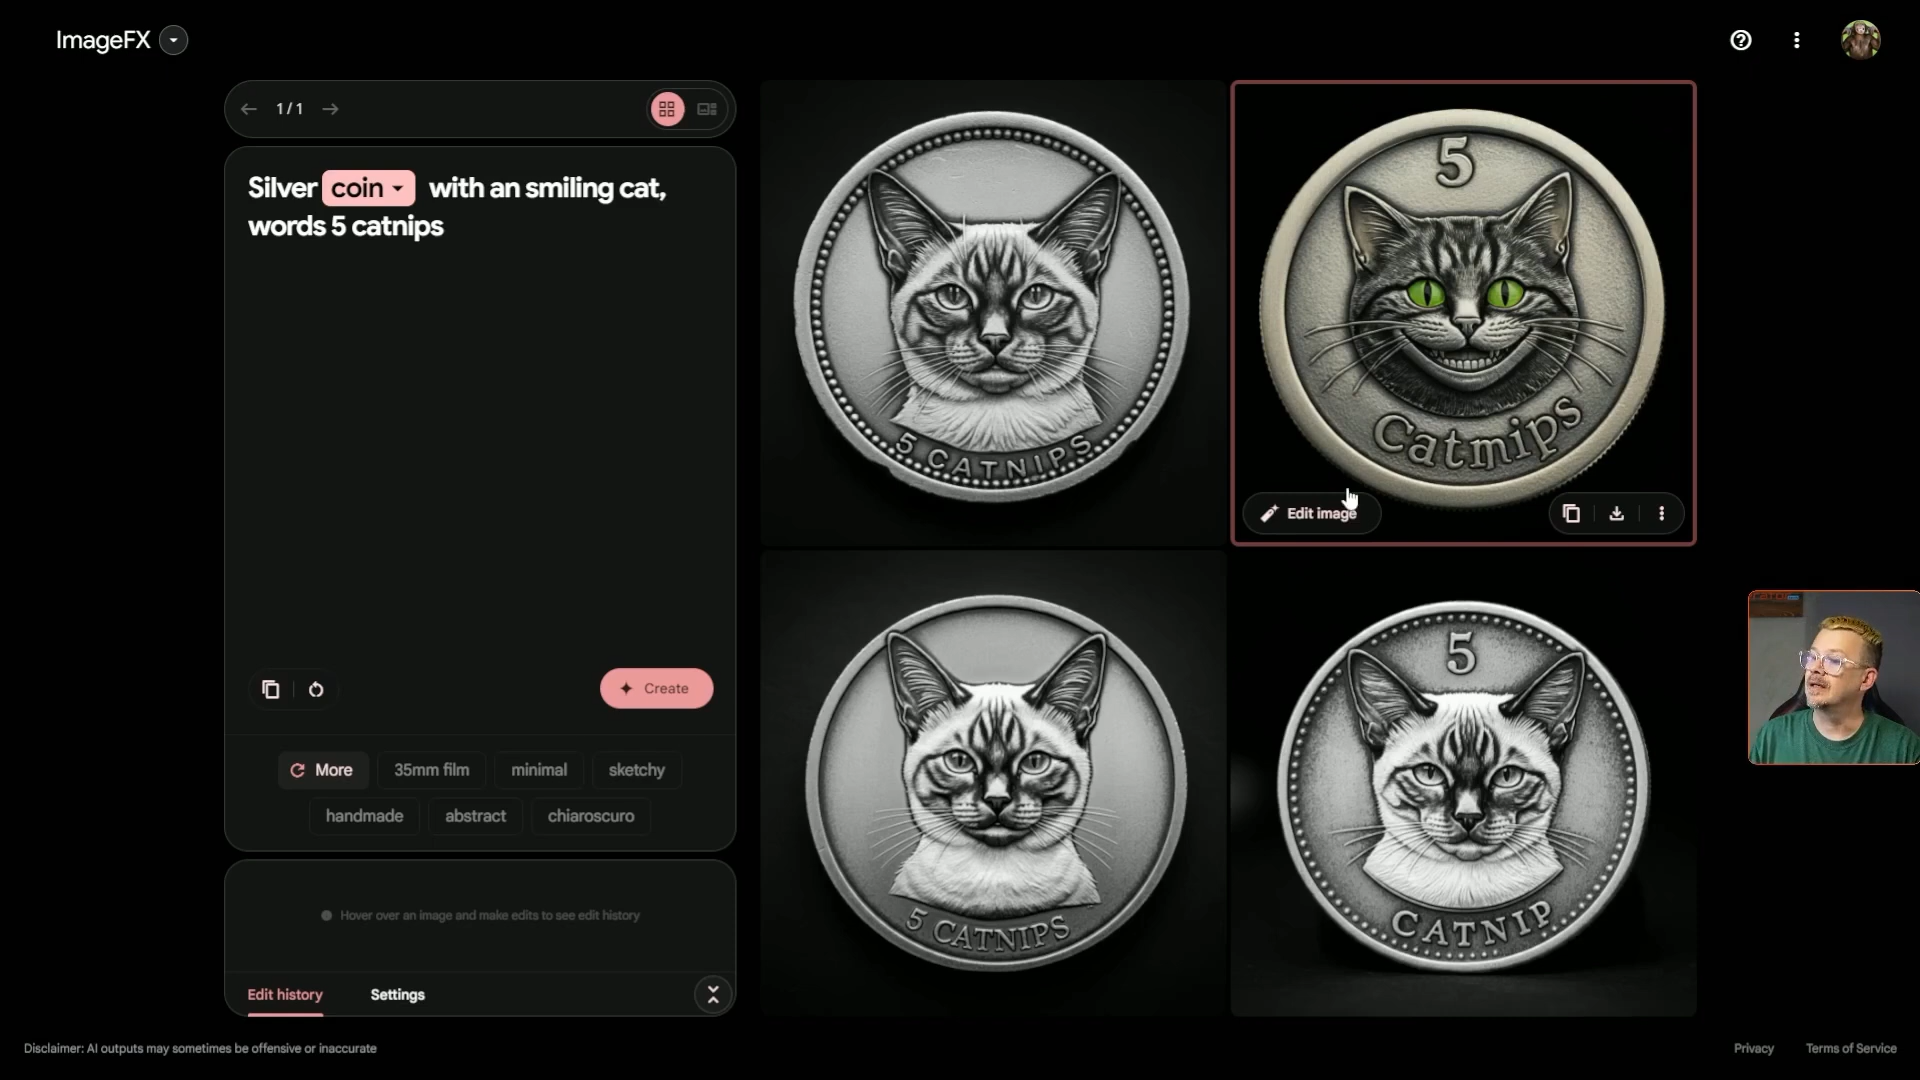 ImageFX
1 / 1
Silver coin with an smiling cat,
words 5 catnips
Create
More
35mm film
minimal
sketchy
handmade
abstract
chiaroscuro
Hover over an image and make edits to see edit history
Edit history
Settings
5 CATNIPS
5
Catmips
Edit image
5 CATNIPS
5
CATNIP
Disclaimer: AI outputs may sometimes be offensive or inaccurate
Privacy
Terms of Service